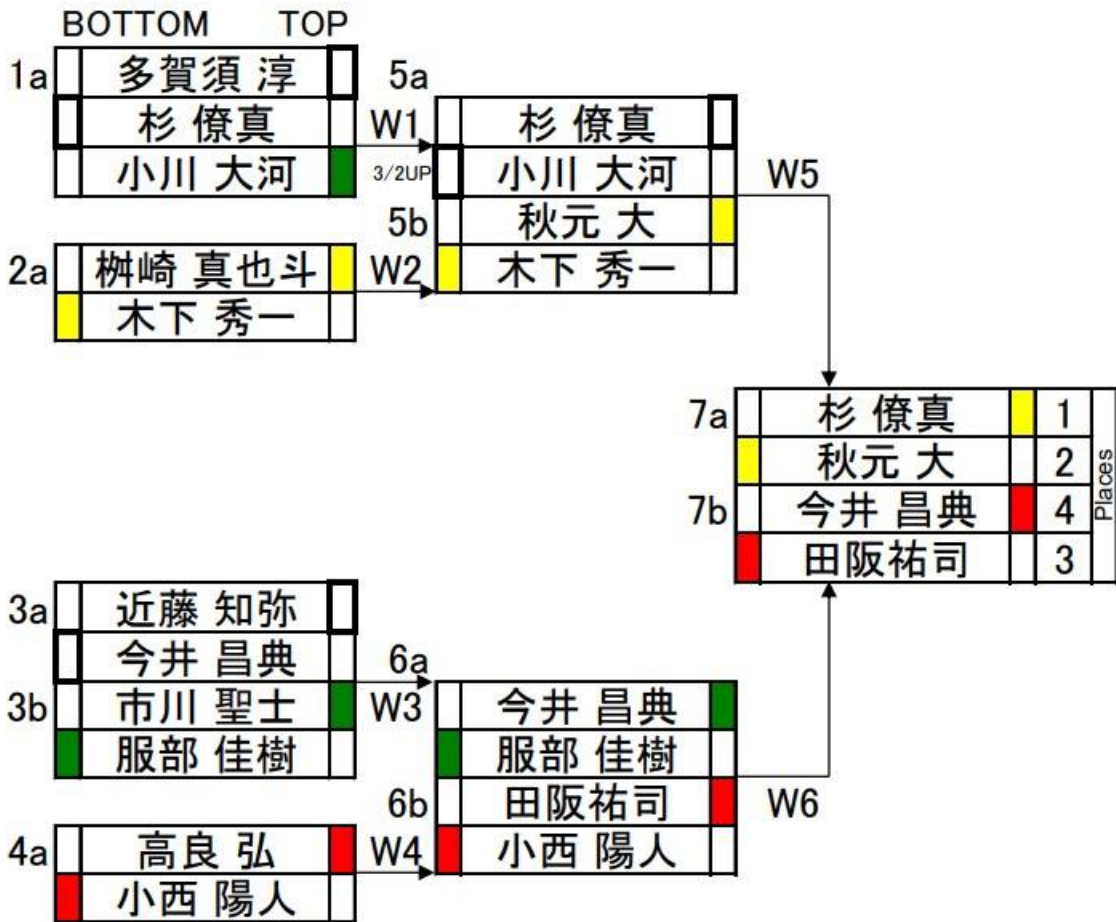 BOTTOM TOP
1a 多賀須 淳
杉 僚真
小川 大河
2a 桝崎 真也斗
木下 秀一
W1
3/2UP
W2
5a
杉 僚真
小川 大河
5b 秋元 大
木下 秀一
W5
3a 近藤 知弥
今井 昌典
3b 市川 聖士
服部 佳樹
4a 高良 弘
小西 陽人
W3
W4
6a
今井 昌典
服部 佳樹
6b 田阪祐司
小西 陽人
W6
7a 杉 僚真 1
秋元 大 2
7b 今井 昌典 4
田阪祐司 3
Places